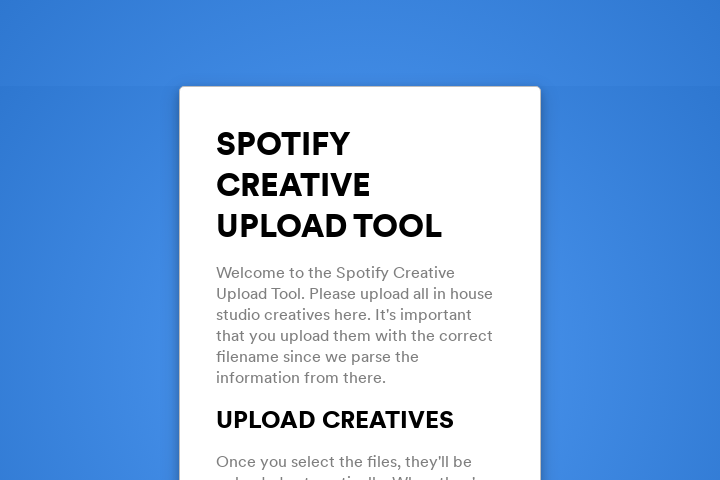 SPOTIFY
CREATIVE
UPLOAD TOOL
Welcome to the Spotify Creative
Upload Tool. Please upload all in house
studio creatives here. It's important
that you upload them with the correct
filename since we parse the
information from there.
UPLOAD CREATIVES
Once you select the files, they'll be